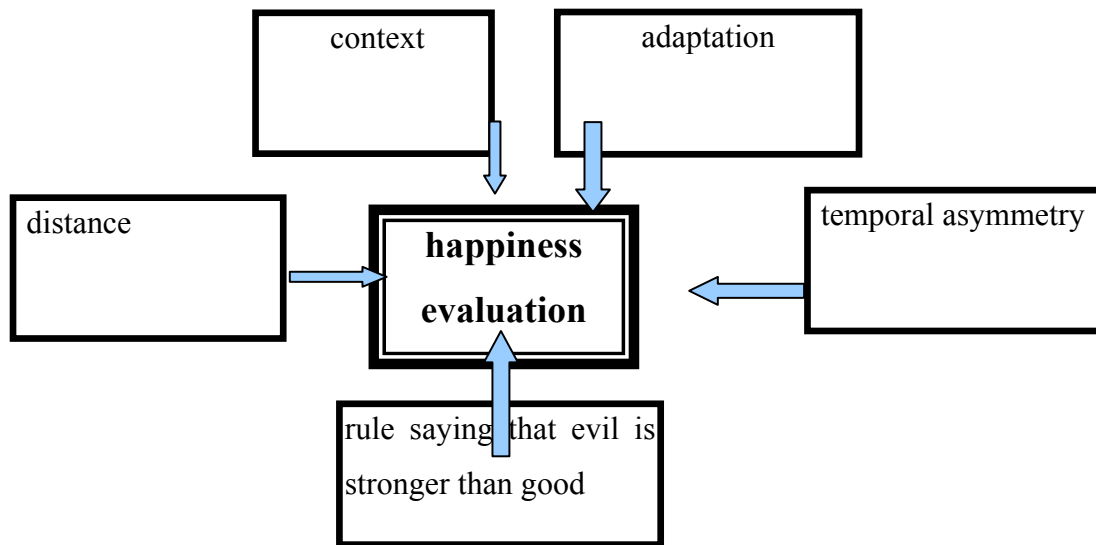 context
adaptation
distance
happiness
evaluation
temporal asymmetry
rule saying that evil is
stronger than good